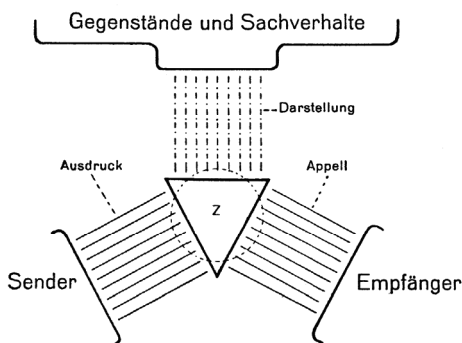 Gegenstände und Sachverhalte
Darstellung
Ausdruck
Appell
Z
Sender
Empfänger